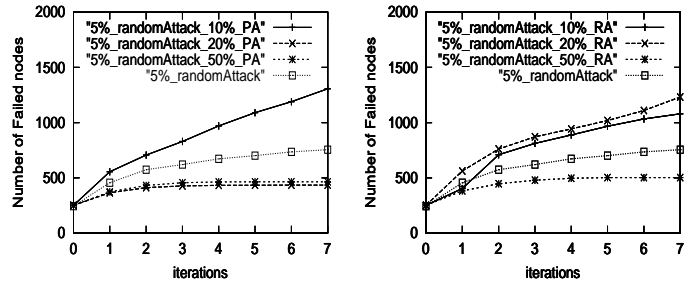 2000
1500
1000
500
0
Number of Failed nodes
"5%_randomAttack_10%_PA"
"5%_randomAttack_20%_PA"
"5%_randomAttack_50%_PA"
"5%_randomAttack"
0 1 2 3 4 5 6 7
iterations
2000
1500
1000
500
0
Number of Failed nodes
"5%_randomAttack_10%_RA"
"5%_randomAttack_20%_RA"
"5%_randomAttack_50%_RA"
"5%_randomAttack"
0 1 2 3 4 5 6 7
iterations